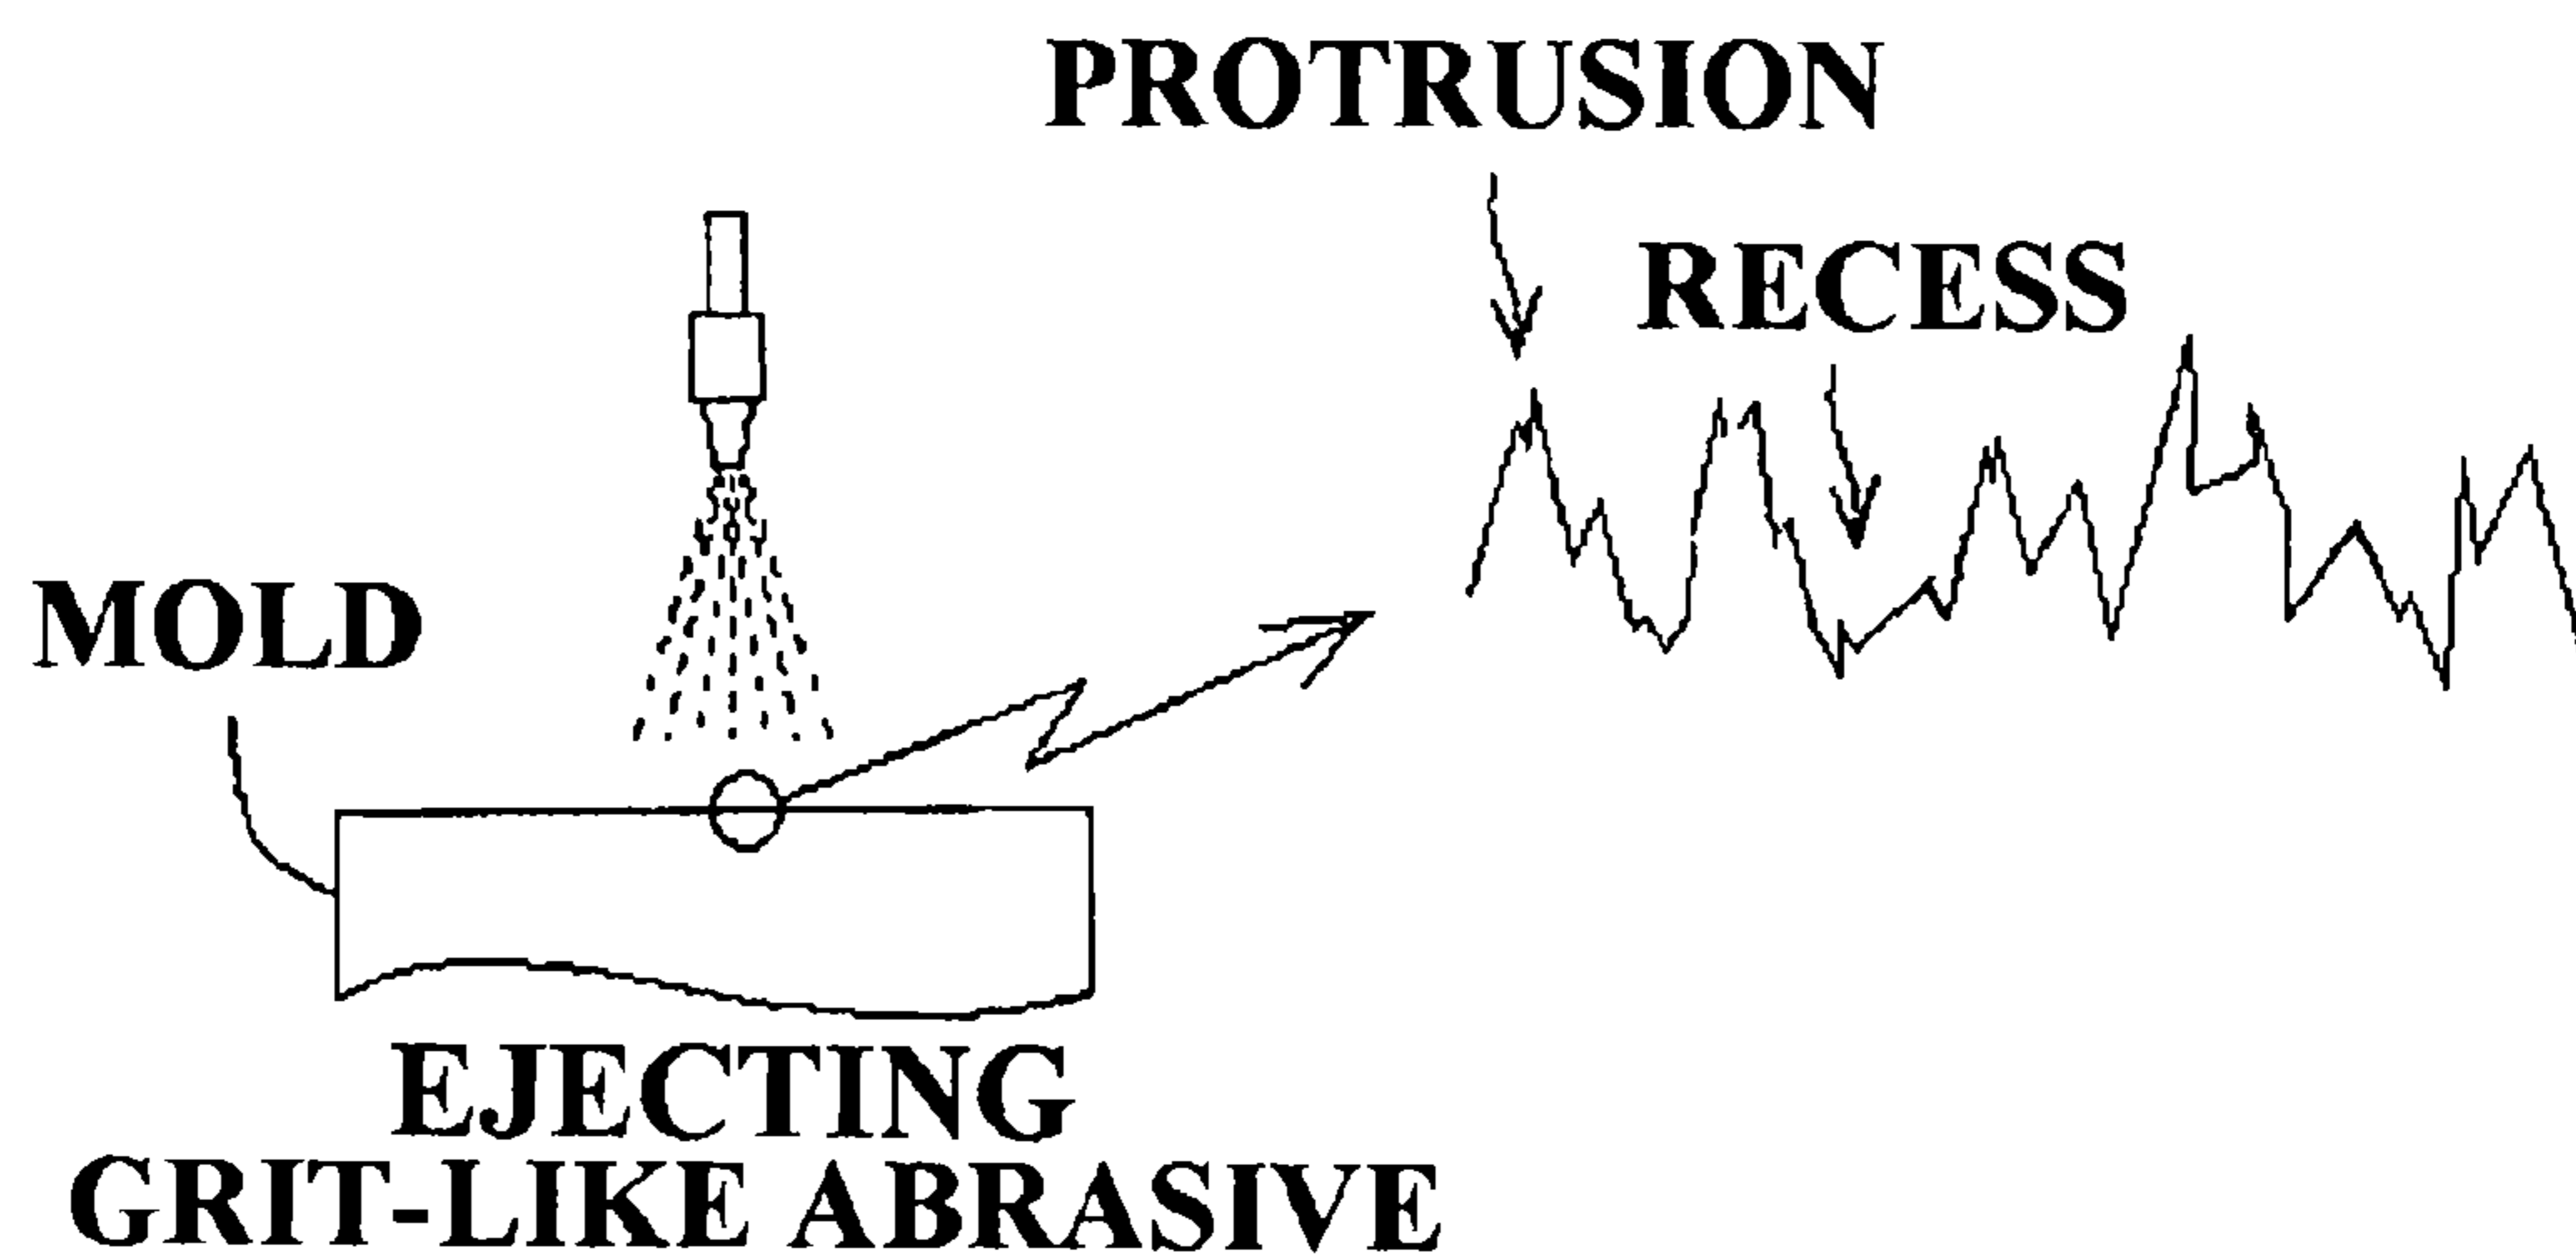 PROTRUSION
RECESS
MOLD
EJECTING
GRIT-LIKE ABRASIVE